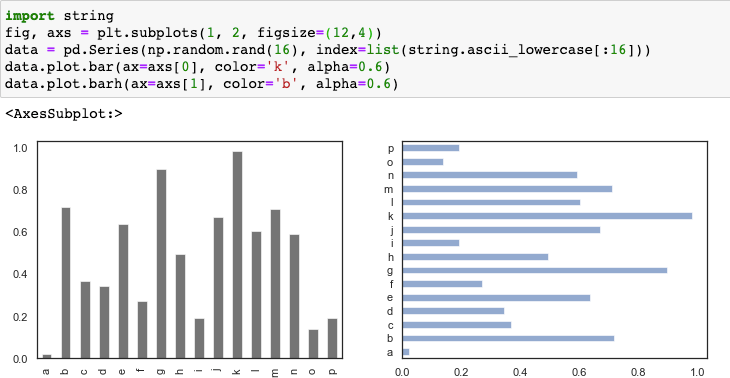 import string
fig, axs = plt.subplots(1, 2, figsize=(12,4))
data = pd.Series(np.random.rand(16), index=list(string.ascii_lowercase[:16]))
data.plot.bar(ax=axs[0], color='k', alpha=0.6)
data.plot.barh(ax=axs[1], color='b', alpha=0.6)
<AxesSubplot:>
1.0
0.8
0.6
0.4
0.2
0.0
a b c d e f g h i j k l m n o p
p
o
n
m
l
k
j
i
h
g
f
e
d
c
b
a
0.0 0.2 0.4 0.6 0.8 1.0